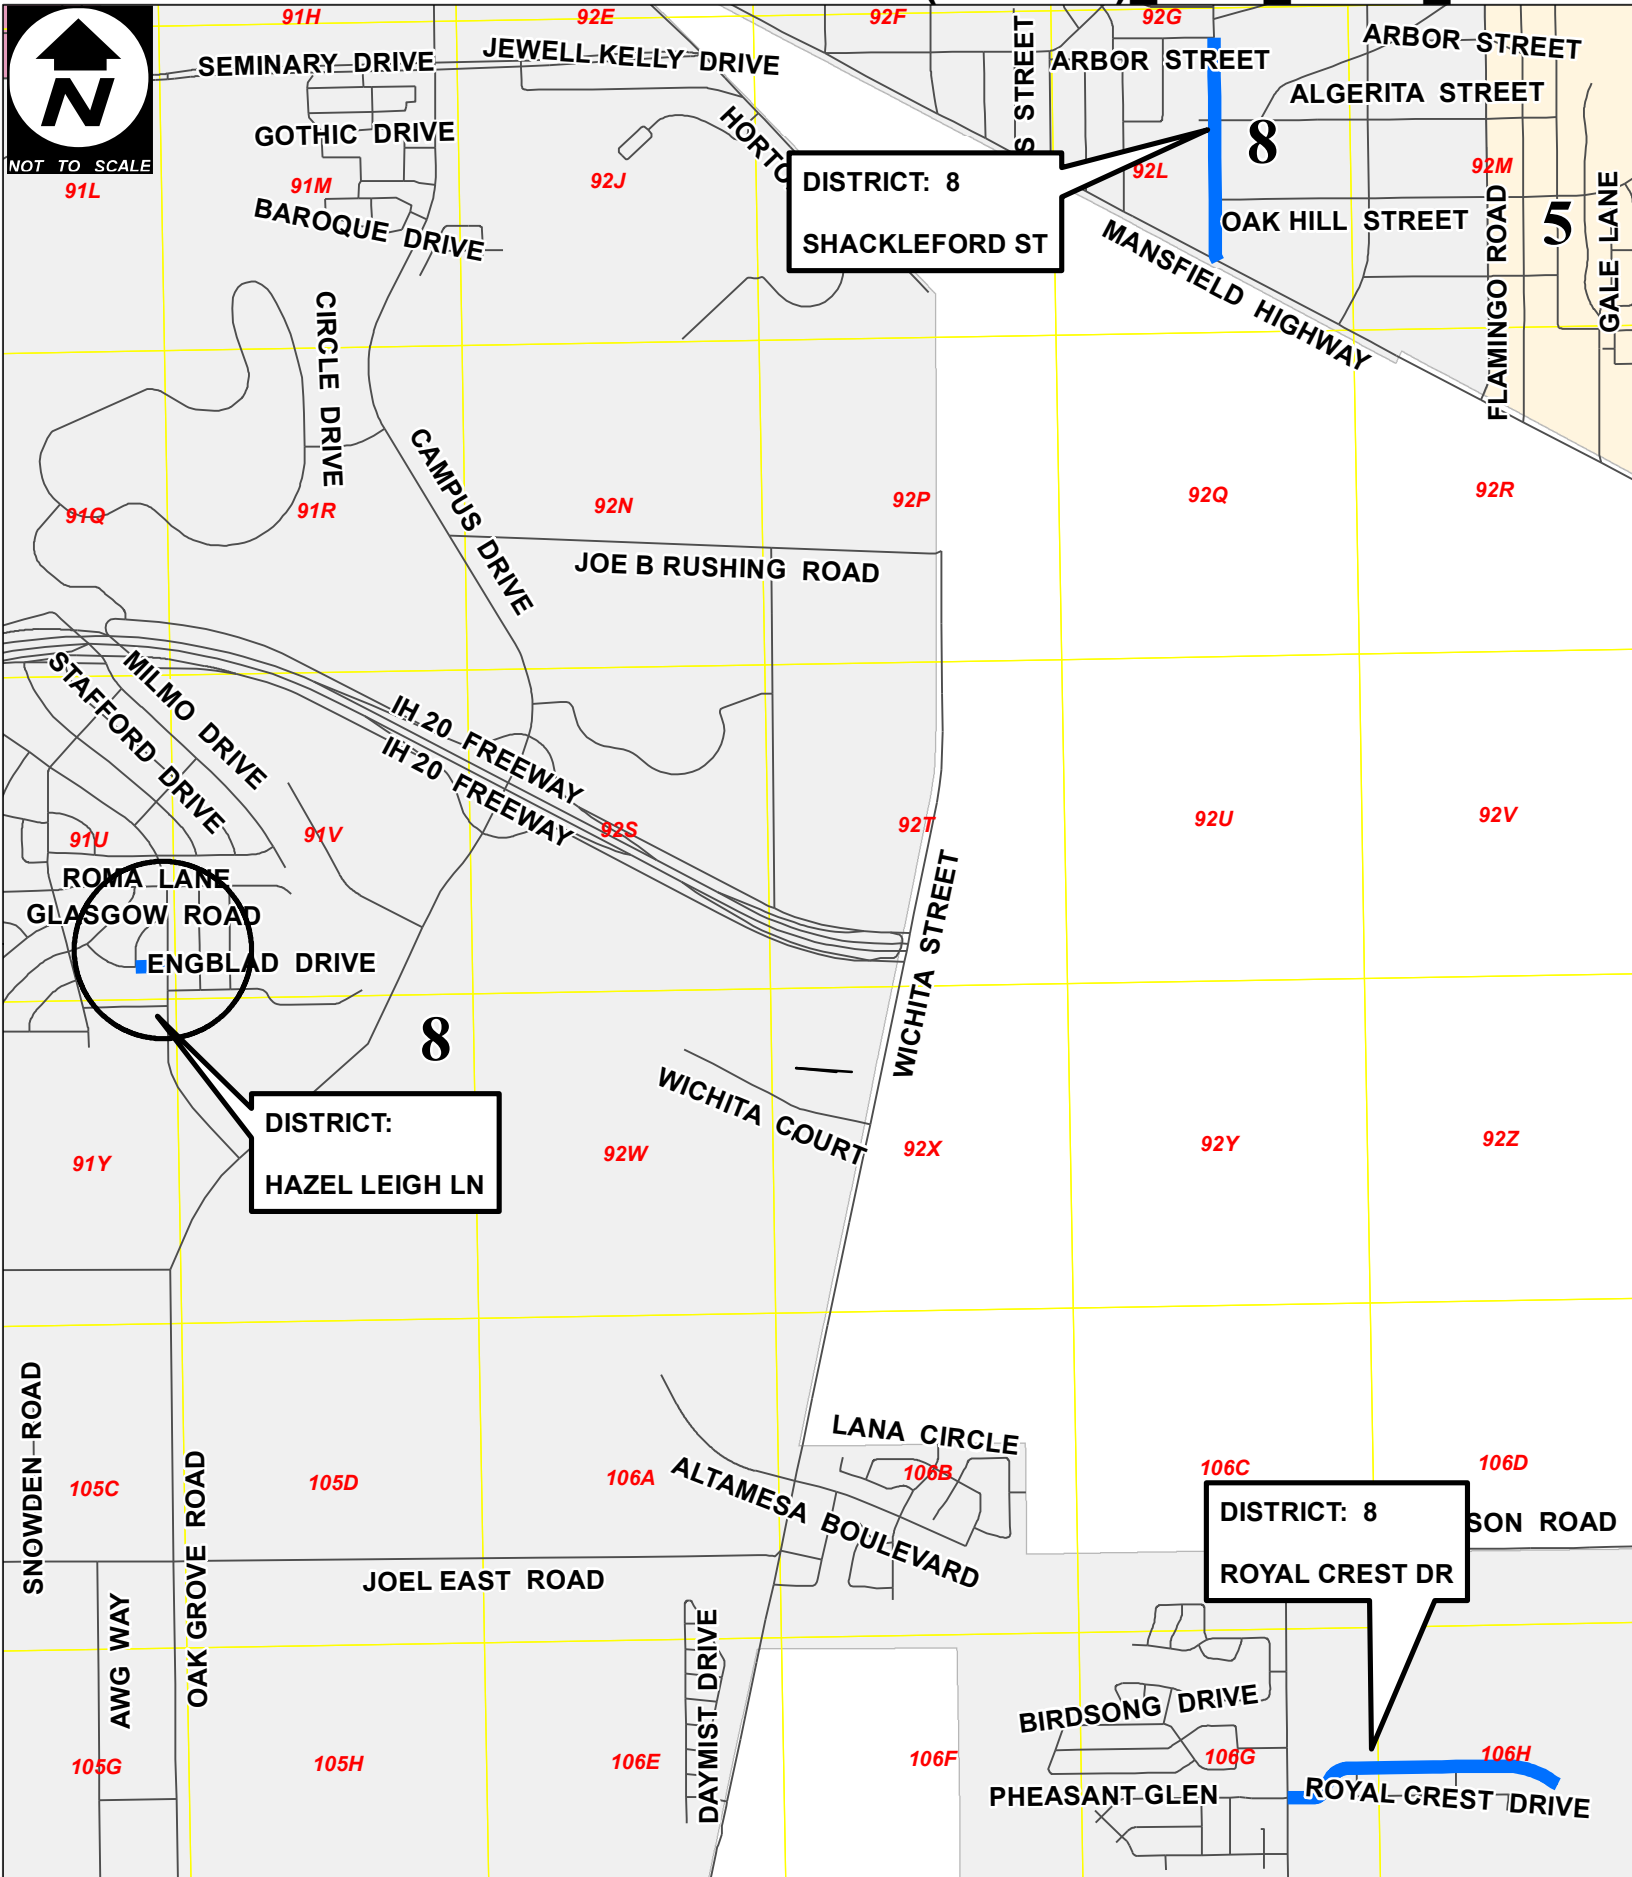 91H
92E
92F
92G
SEMINARY DRIVE
JEWELL KELLY DRIVE
S STREET
ARBOR STREET
ARBOR STREET
ALGERITA STREET
GOTHIC DRIVE
8
N
NOT TO SCALE
91L
91M
92J
DISTRICT: 8
SHACKLEFORD ST
92L
92M
BAROQUE DRIVE
OAK HILL STREET
5
FLAMINGO ROAD
GALE LANE
MANSFIELD HIGHWAY
CIRCLE DRIVE
CAMPUS DRIVE
91Q
91R
92N
92P
92Q
92R
JOE B RUSHING ROAD
STAFFORD DRIVE
MILMO DRIVE
IH 20 FREEWAY
IH 20 FREEWAY
91U
91V
92S
92T
92U
92V
ROMA LANE
GLASGOW ROAD
ENGBLAD DRIVE
WICHITA STREET
8
WICHITA COURT
DISTRICT:
HAZEL LEIGH LN
91Y
92W
92X
92Y
92Z
SNOWDEN ROAD
OAK GROVE ROAD
LANA CIRCLE
105C
105D
106A
106B
106C
106D
ALTAMESA BOULEVARD
DISTRICT: 8
ROYAL CREST DR
SON ROAD
JOEL EAST ROAD
AWG WAY
DAYMIST DRIVE
BIRDSONG DRIVE
105G
105H
106E
106F
106G
106H
PHEASANT GLEN
ROYAL CREST DRIVE